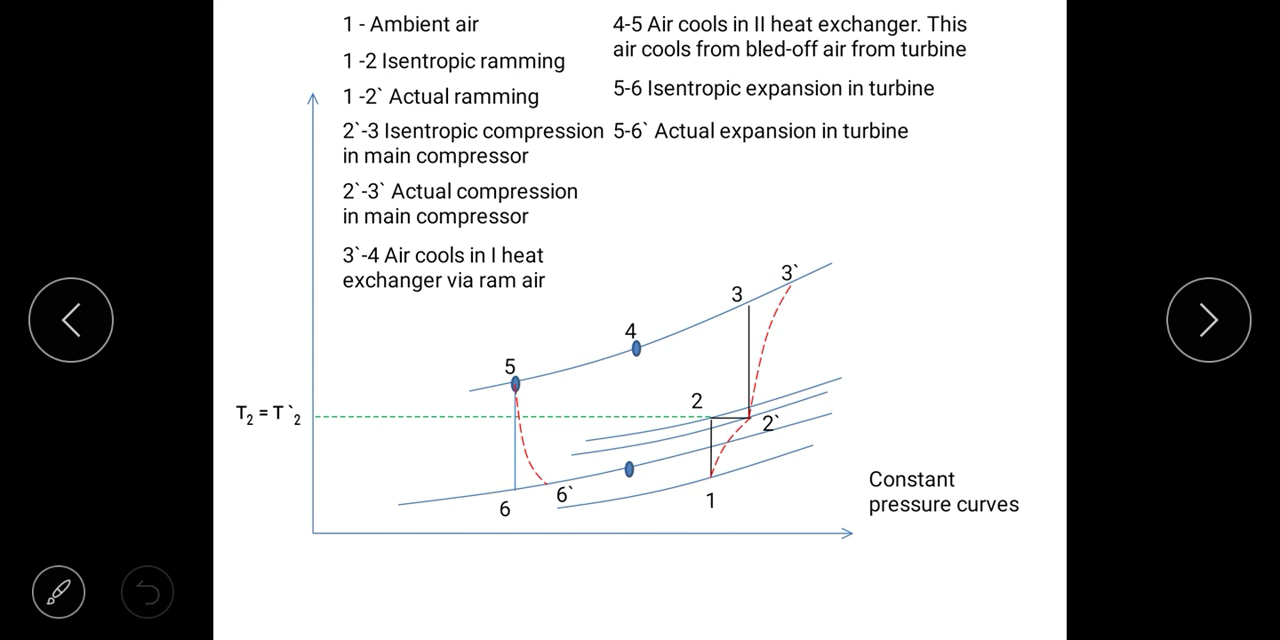 1 - Ambient air
1 -2 Isentropic ramming
1 -2` Actual ramming
2`-3 Isentropic compression
in main compressor
2`-3` Actual compression
in main compressor
3`-4 Air cools in I heat
exchanger via ram air
4-5 Air cools in II heat exchanger. This
air cools from bled-off air from turbine
5-6 Isentropic expansion in turbine
5-6` Actual expansion in turbine
3`
3
4
5
2
T₂ = T`₂
2`
6`
6
1
Constant
pressure curves